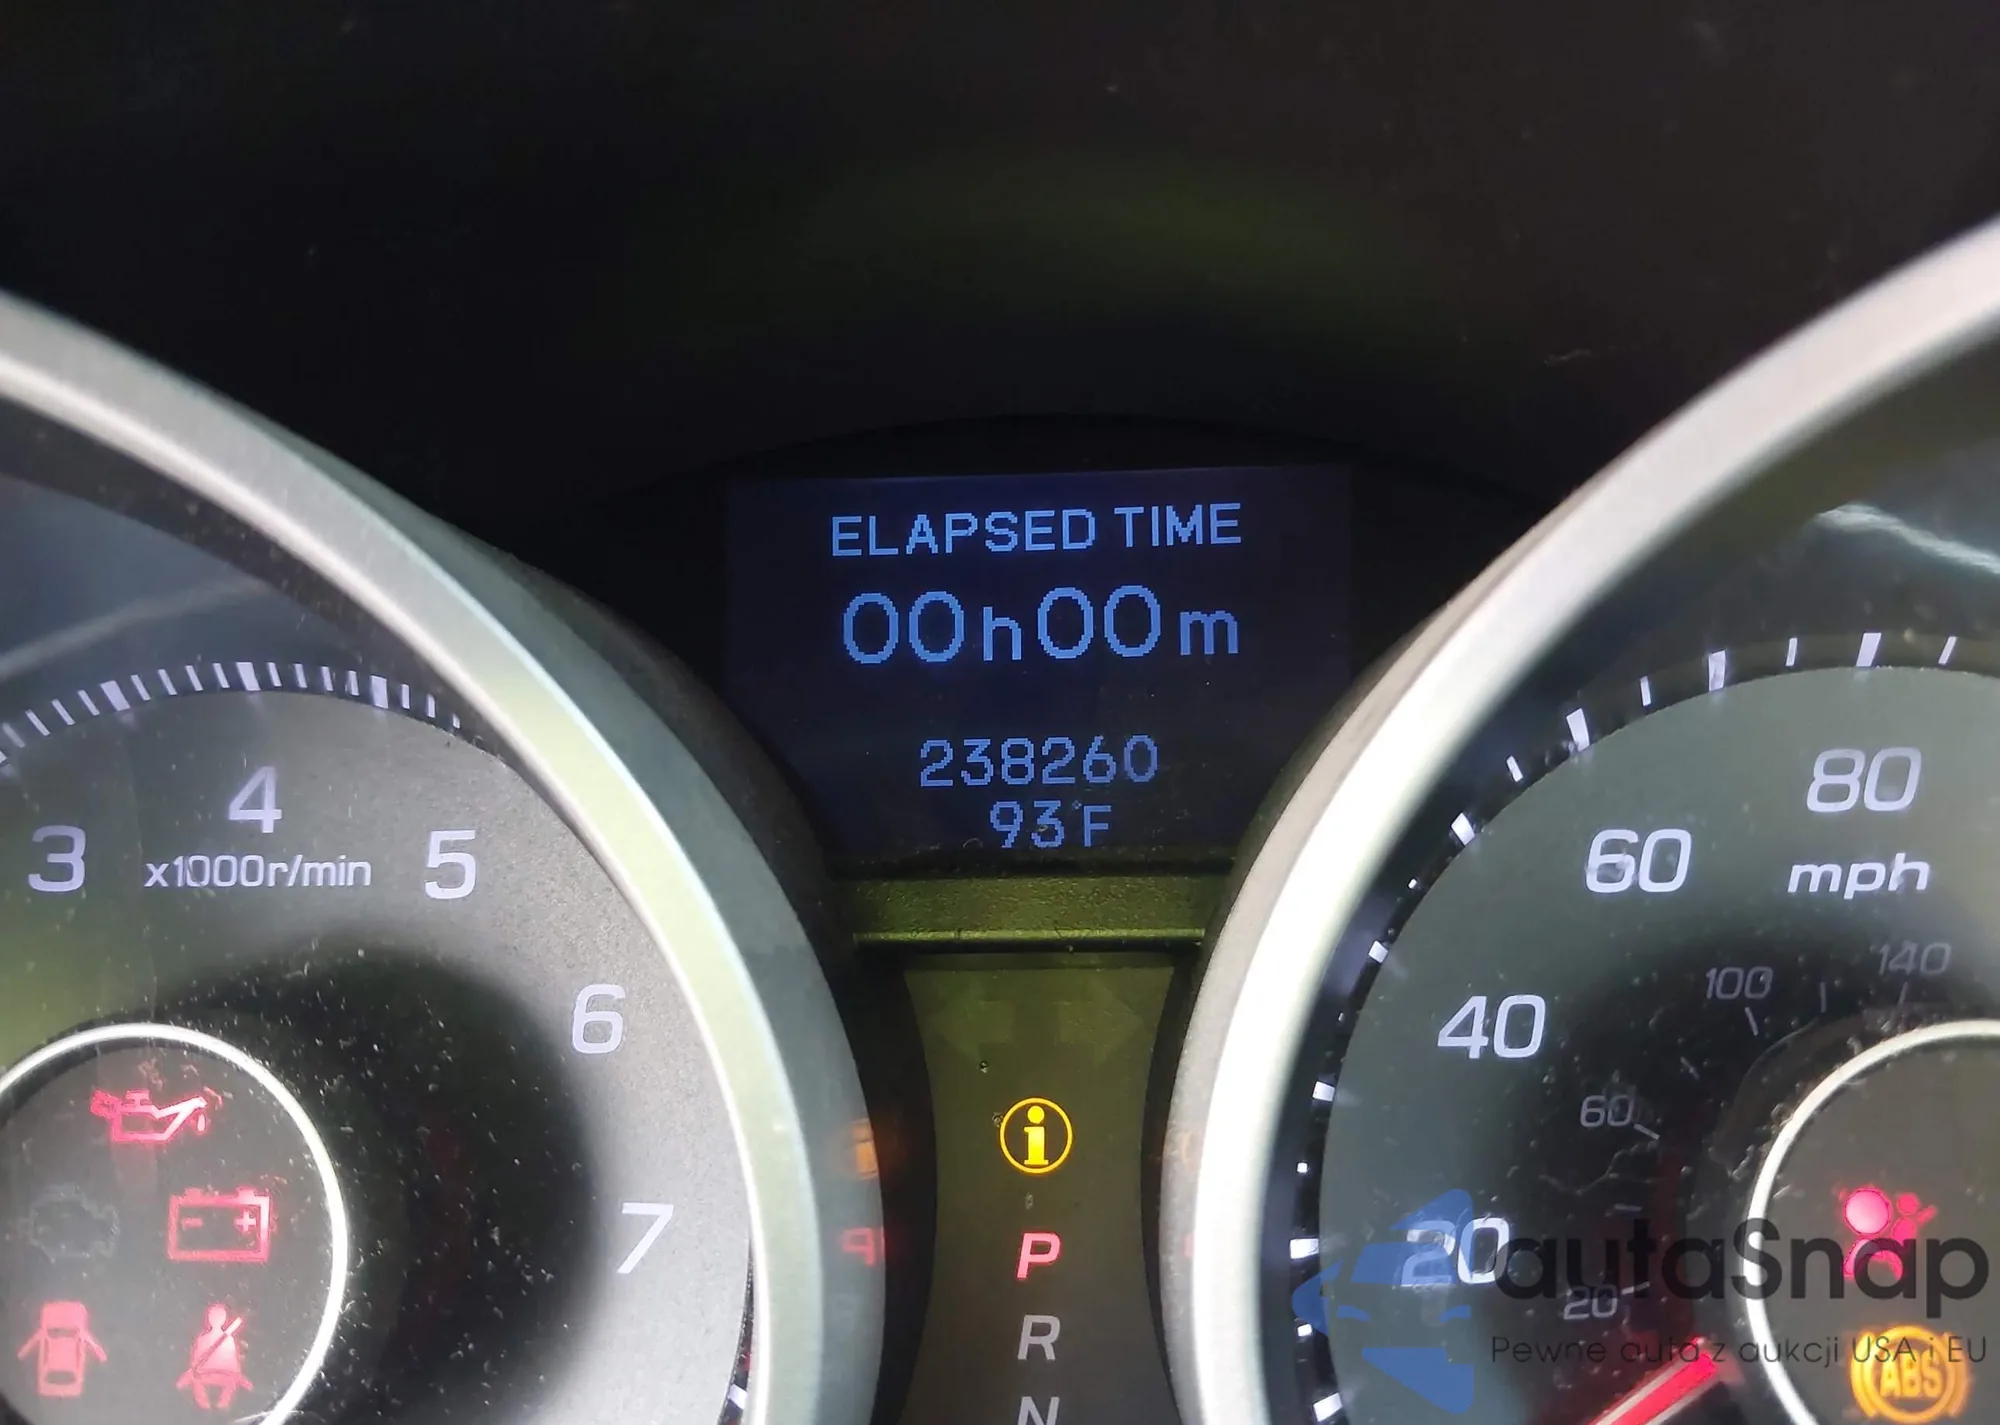 ELAPSED TIME
00h00m
238260
93°F
3
4
5
6
7
x1000r/min
80
60
mph
40
20
140
100
60
20
P
R
N
ABS
autaSnap
Pewne auta z aukcji USA i EU